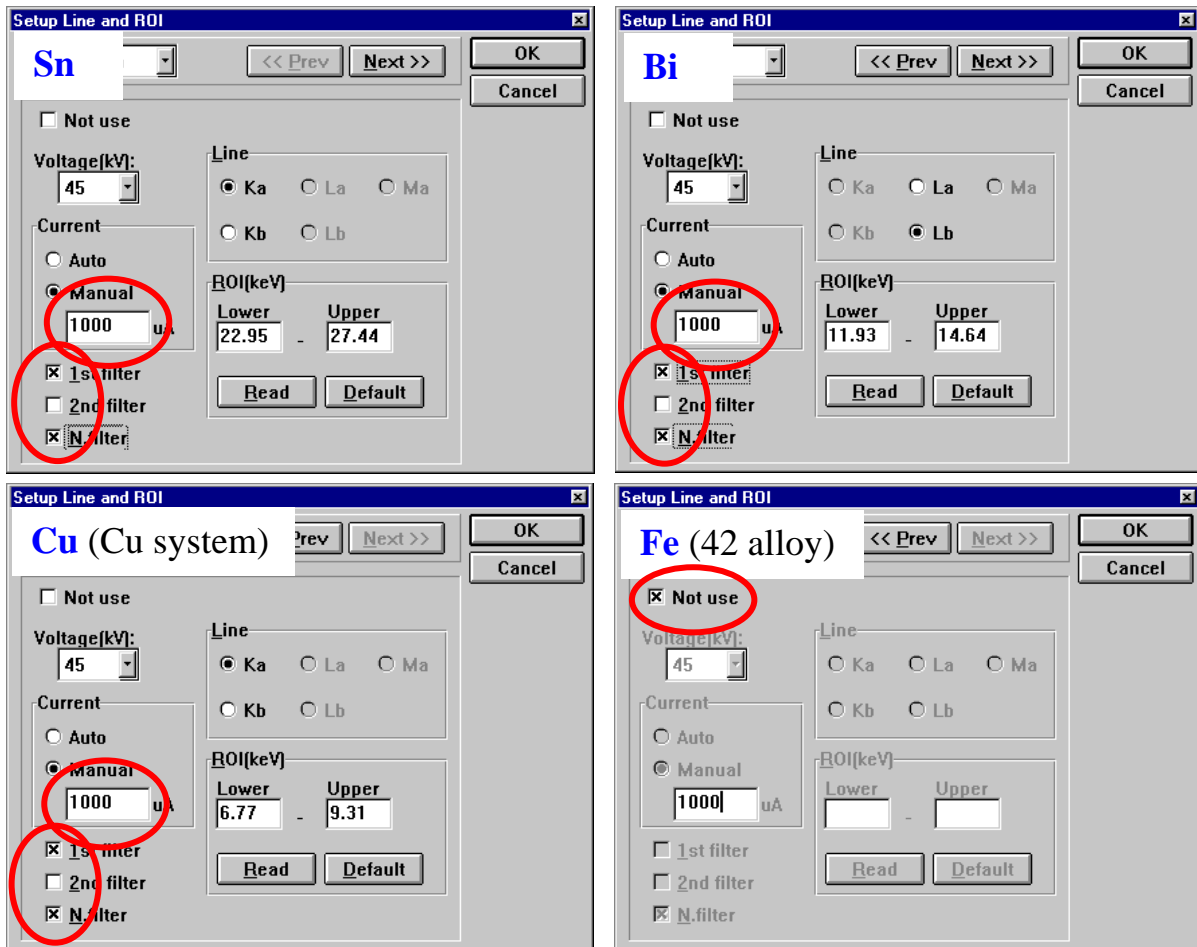 Setup Line and ROI
Sn
<< Prev
Next >>
OK
Cancel
Not use
Voltage[kV]:
45
Line
Ka
La
Ma
Kb
Lb
Current
Auto
Manual
1000
uA
ROI[keV]
Lower
Upper
22.95
-
27.44
1st filter
2nd filter
N.filter
Read
Default
Setup Line and ROI
Bi
<< Prev
Next >>
OK
Cancel
Not use
Voltage[kV]:
45
Line
Ka
La
Ma
Kb
Lb
Current
Auto
Manual
1000
uA
ROI[keV]
Lower
Upper
11.93
-
14.64
1st filter
2nd filter
N.filter
Read
Default
Setup Line and ROI
Cu (Cu system)
Prev
Next >>
OK
Cancel
Not use
Voltage[kV]:
45
Line
Ka
La
Ma
Kb
Lb
Current
Auto
Manual
1000
uA
ROI[keV]
Lower
Upper
6.77
-
9.31
1st filter
2nd filter
N.filter
Read
Default
Setup Line and ROI
Fe (42 alloy)
<< Prev
Next >>
OK
Cancel
Not use
Voltage[kV]:
45
Line
Ka
La
Ma
Kb
Lb
Current
Auto
Manual
1000
uA
ROI[keV]
Lower
Upper
-
1st filter
2nd filter
N.filter
Read
Default